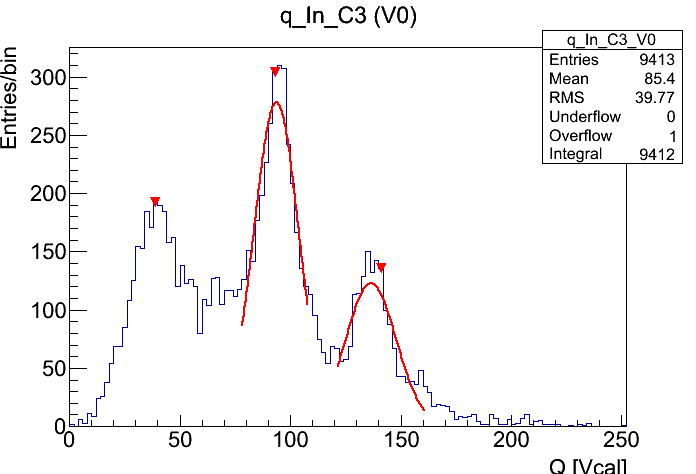 q_In_C3 (V0)
q_In_C3_V0
Entries 9413
Mean 85.4
RMS 39.77
Underflow 0
Overflow 1
Integral 9412
Entries/bin
300
250
200
150
100
50
0
0 50 100 150 200 250
Q [Vcal]